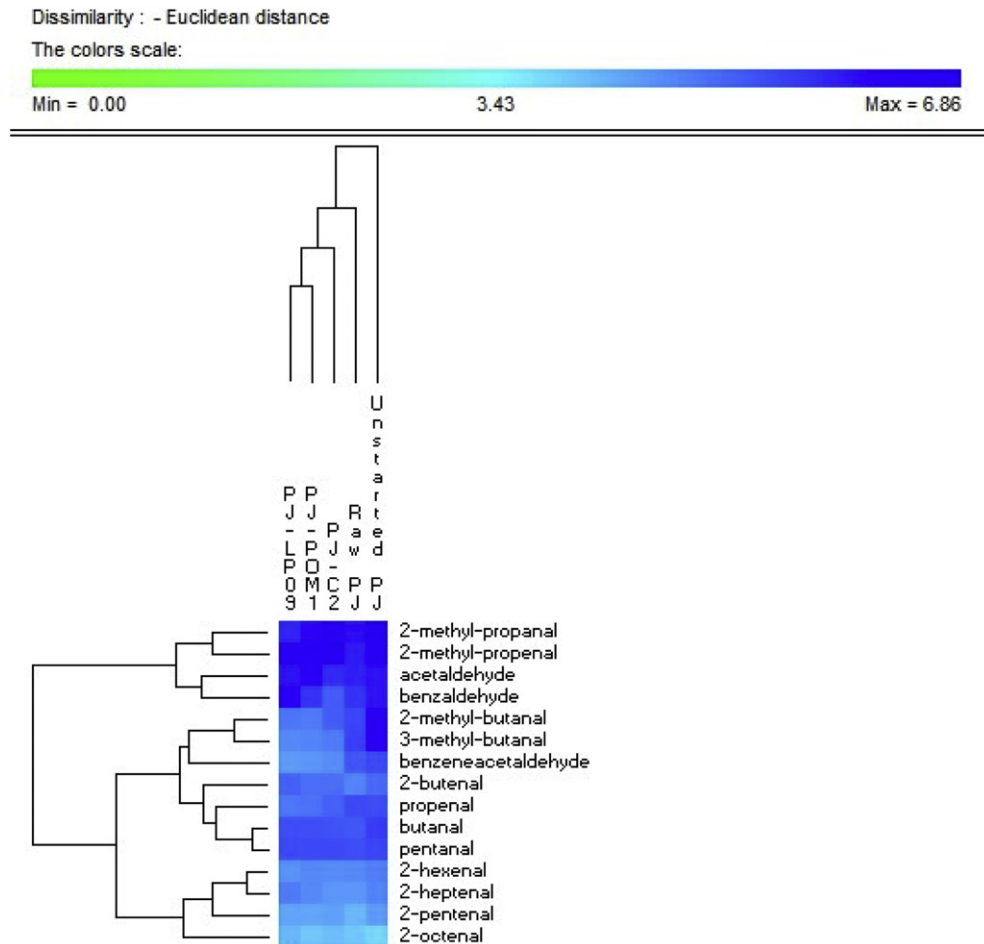 Dissimilarity : - Euclidean distance
The colors scale:
Min = 0.00 3.43 Max = 6.86
PJ-LP09
PJ-POM1
PJ-C2
Raw PJ
Unstarted PJ
2-methyl-propanal
2-methyl-propenal
acetaldehyde
benzaldehyde
2-methyl-butanal
3-methyl-butanal
benzeneacetaldehyde
2-butenal
propenal
butanal
pentanal
2-hexenal
2-heptenal
2-pentenal
2-octenal